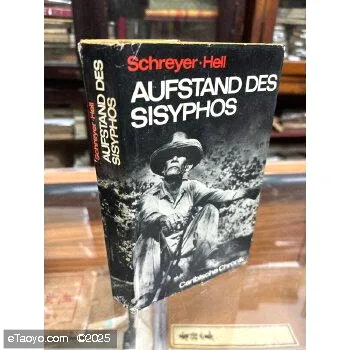 Schreyer·Hell
AUFSTAND DES
SISYPHOS
Caribische Chronik
Schreyer·Hell
AUFSTAND DES
SISYPHOS
eTaoyo.com ©2025